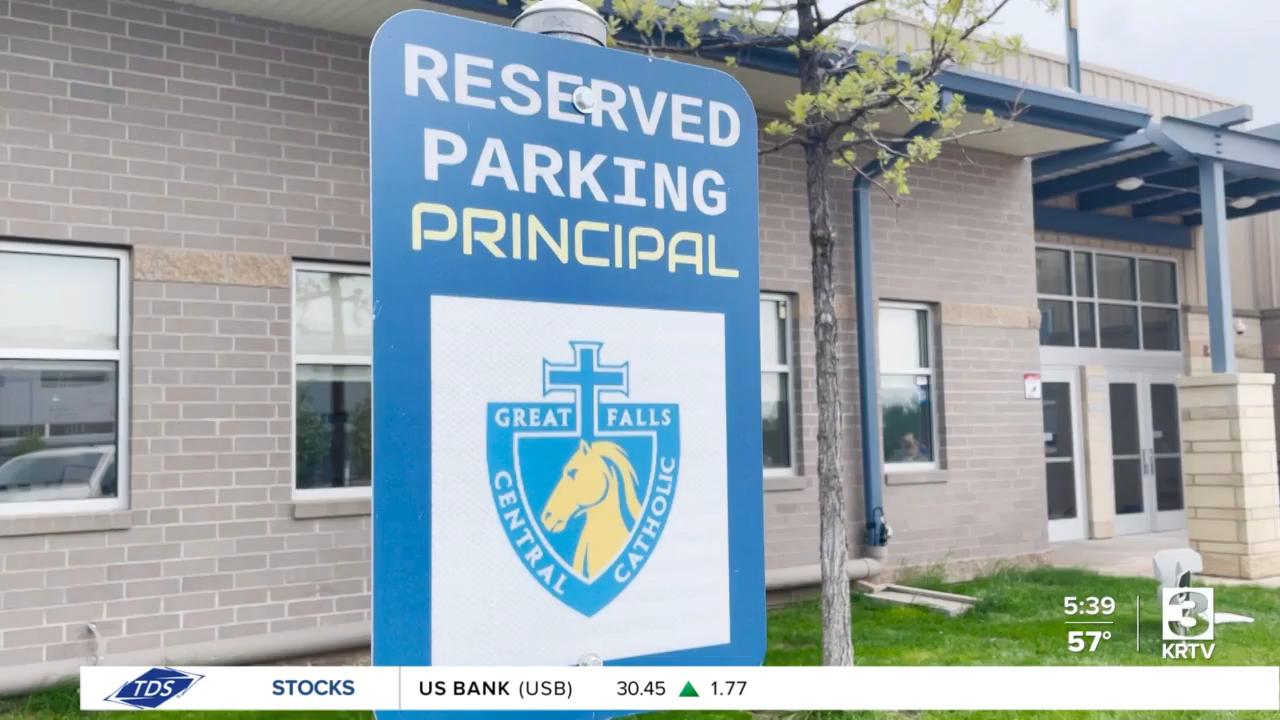 RESERVED
PARKING
PRINCIPAL
GREAT FALLS
CENTRAL
CATHOLIC
5:39
57°
3
KRTV
TDS STOCKS US BANK (USB) 30.45 ▲ 1.77